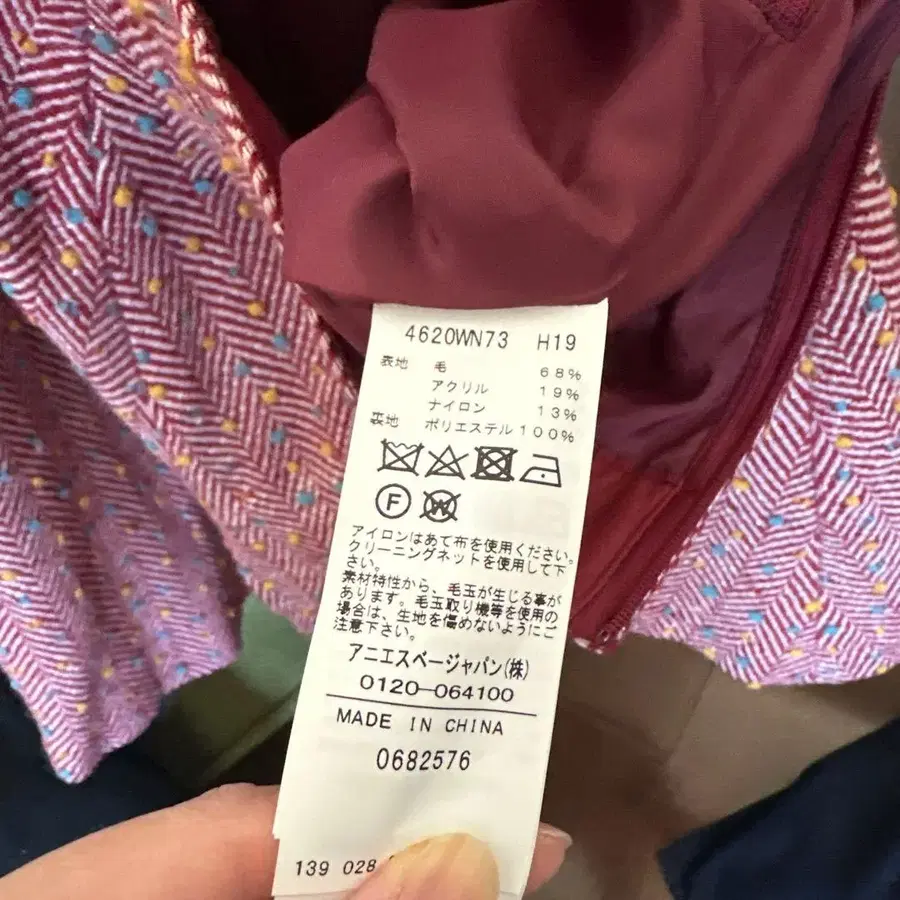 4620WN73 H19
表地 毛 68%
アクリル 19%
ナイロン 13%
裏地 ポリエステル 100%
F W
アイロンはあて布を使用ください。
クリーニングネットを使用して下
さい。
素材特性から、毛玉が生じる事が
あります。毛玉取り機等を使用の
場合は、生地を傷めないようにご
注意下さい。
アニエスベージャパン(株)
0120-064100
MADE IN CHINA
0682576
139 028